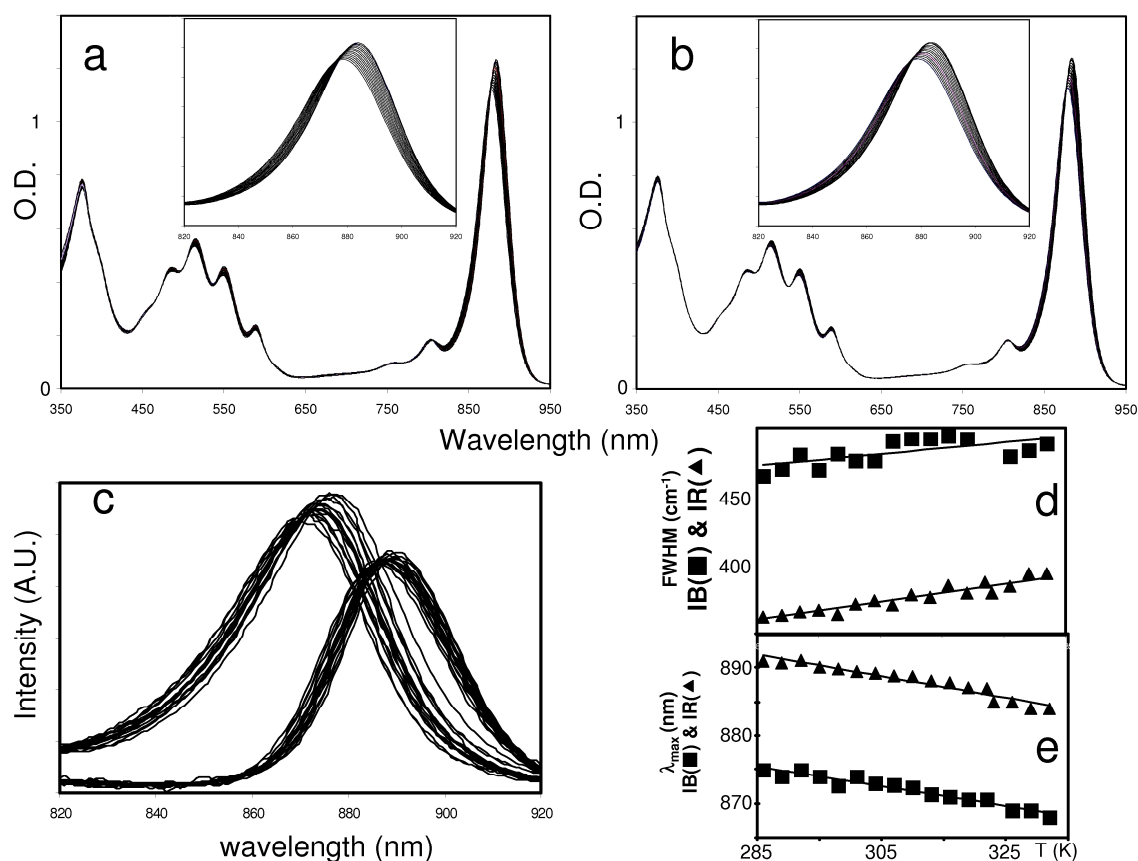 a
1
O.D.
0
820 840 860 880 900 920
350 450 550 650 750 850 950
b
1
O.D.
0
820 840 860 880 900 920
350 450 550 650 750 850 950
Wavelength (nm)
c
Intensity (A.U.)
820 840 860 880 900 920
wavelength (nm)
d
FWHM (cm⁻¹)
IB(■) & IR(▲)
450
400
e
λmax (nm)
IB(■) & IR(▲)
890
880
870
285 305 325 T (K)